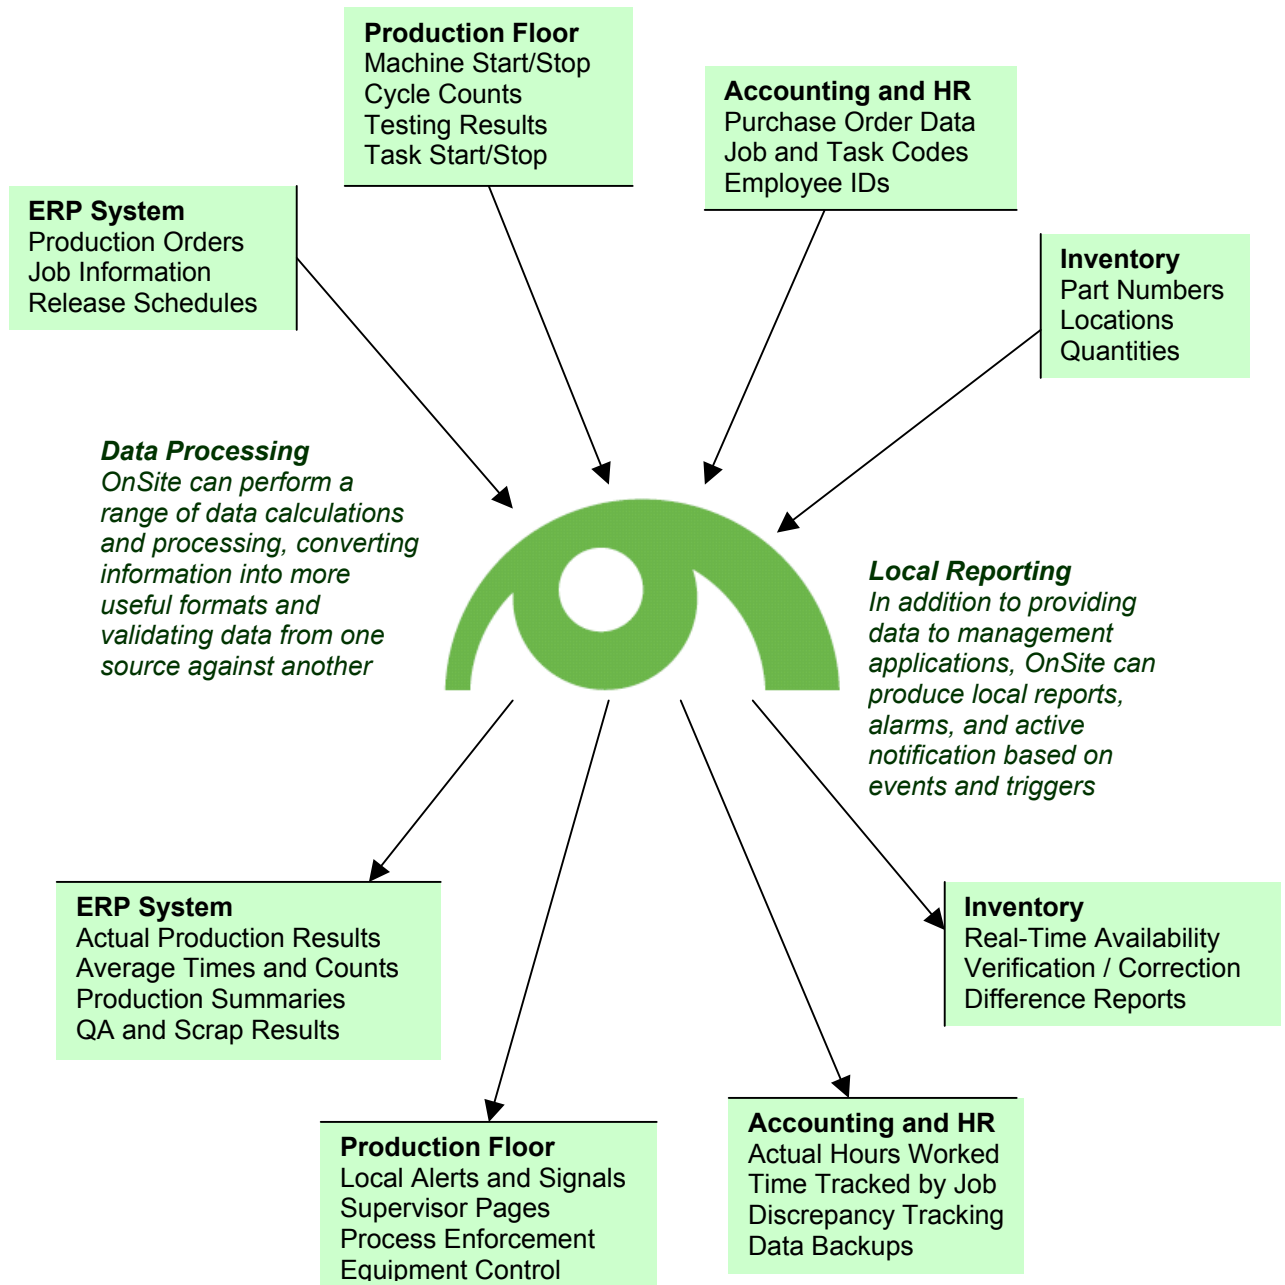 Production Floor
Machine Start/Stop
Cycle Counts
Testing Results
Task Start/Stop
Accounting and HR
Purchase Order Data
Job and Task Codes
Employee IDs
ERP System
Production Orders
Job Information
Release Schedules
Inventory
Part Numbers
Locations
Quantities
Data Processing
OnSite can perform a
range of data calculations
and processing, converting
information into more
useful formats and
validating data from one
source against another
Local Reporting
In addition to providing
data to management
applications, OnSite can
produce local reports,
alarms, and active
notification based on
events and triggers
ERP System
Actual Production Results
Average Times and Counts
Production Summaries
QA and Scrap Results
Inventory
Real-Time Availability
Verification / Correction
Difference Reports
Production Floor
Local Alerts and Signals
Supervisor Pages
Process Enforcement
Equipment Control
Accounting and HR
Actual Hours Worked
Time Tracked by Job
Discrepancy Tracking
Data Backups